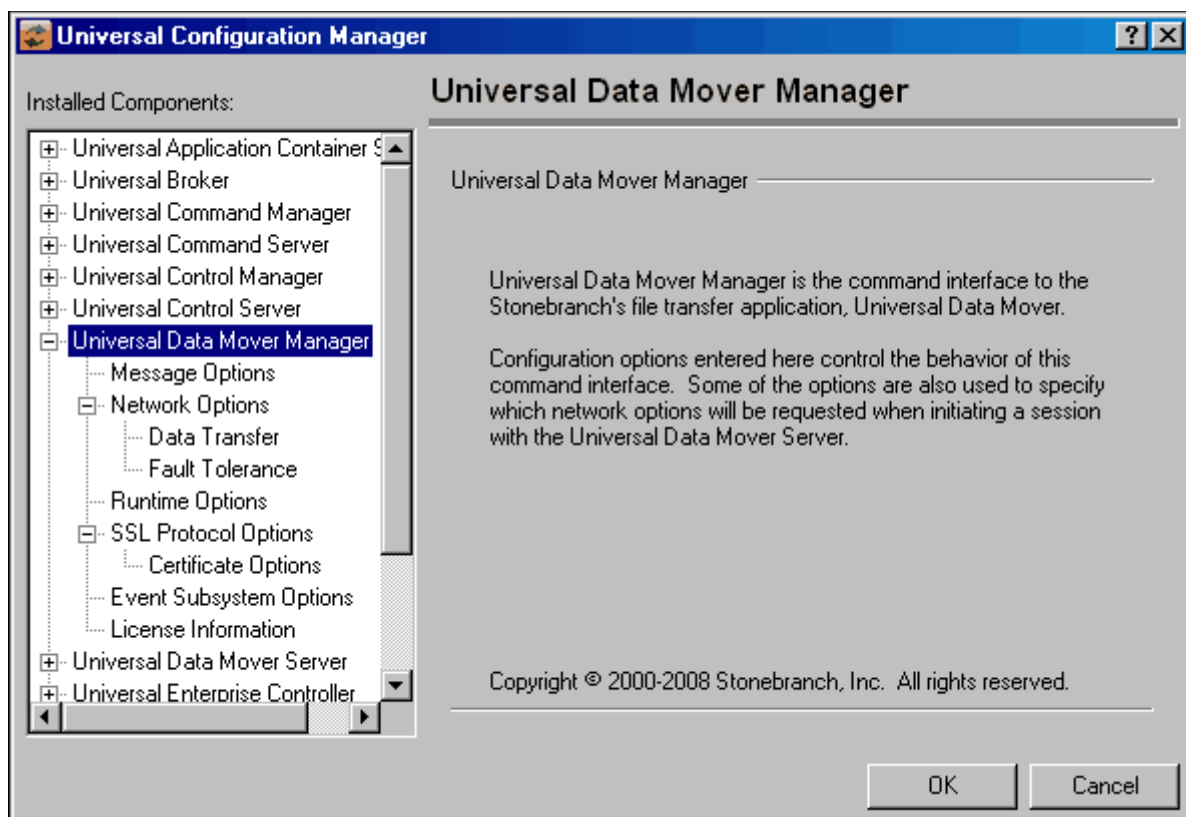 Universal Configuration Manager
Installed Components:
Universal Application Container S
Universal Broker
Universal Command Manager
Universal Command Server
Universal Control Manager
Universal Control Server
Universal Data Mover Manager
Message Options
Network Options
Data Transfer
Fault Tolerance
Runtime Options
SSL Protocol Options
Certificate Options
Event Subsystem Options
License Information
Universal Data Mover Server
Universal Enterprise Controller
Universal Data Mover Manager
Universal Data Mover Manager
Universal Data Mover Manager is the command interface to the
Stonebranch's file transfer application, Universal Data Mover.
Configuration options entered here control the behavior of this
command interface.  Some of the options are also used to specify
which network options will be requested when initiating a session
with the Universal Data Mover Server.
Copyright © 2000-2008 Stonebranch, Inc.  All rights reserved.
OK
Cancel